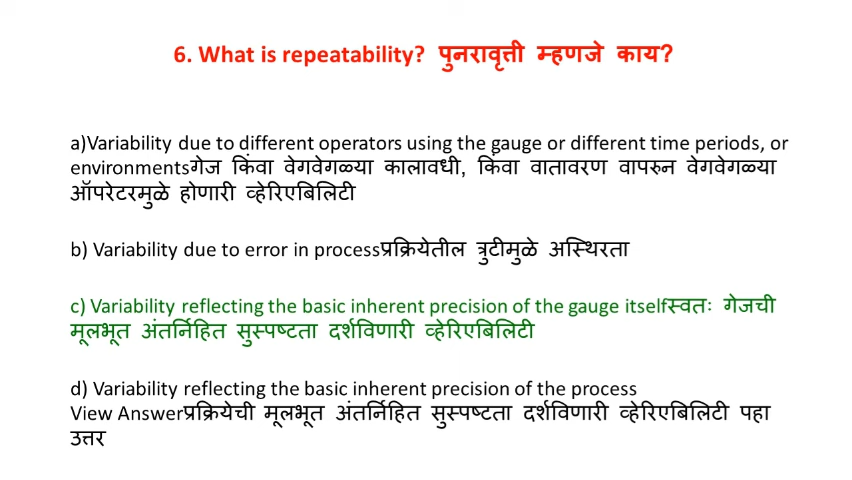 6. What is repeatability? पुनरावृत्ती म्हणजे काय?
a)Variability due to different operators using the gauge or different time periods, or
environmentsगेज किंवा वेगवेगळ्या कालावधी, किंवा वातावरण वापरुन वेगवेगळ्या
ऑपरेटरमुळे होणारी व्हेरिएबिलिटी
b) Variability due to error in processप्रक्रियेतील त्रुटीमुळे अस्थिरता
c) Variability reflecting the basic inherent precision of the gauge itselfस्वतः गेजची
मूलभूत अंतर्निहित सुस्पष्टता दर्शविणारी व्हेरिएबिलिटी
d) Variability reflecting the basic inherent precision of the process
View Answerप्रक्रियेची मूलभूत अंतर्निहित सुस्पष्टता दर्शविणारी व्हेरिएबिलिटी पहा
उत्तर